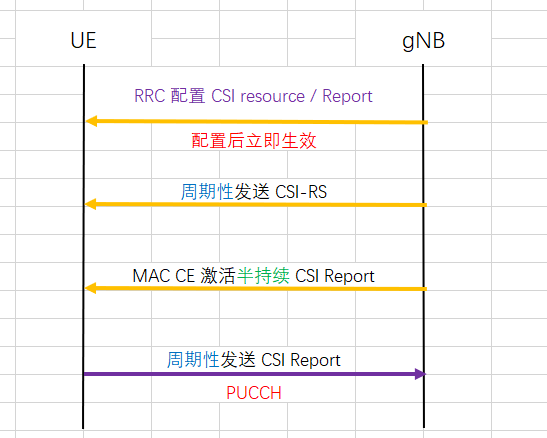 UE gNB
RRC 配置 CSI resource / Report
配置后立即生效
周期性发送 CSI-RS
MAC CE 激活半持续 CSI Report
周期性发送 CSI Report
PUCCH